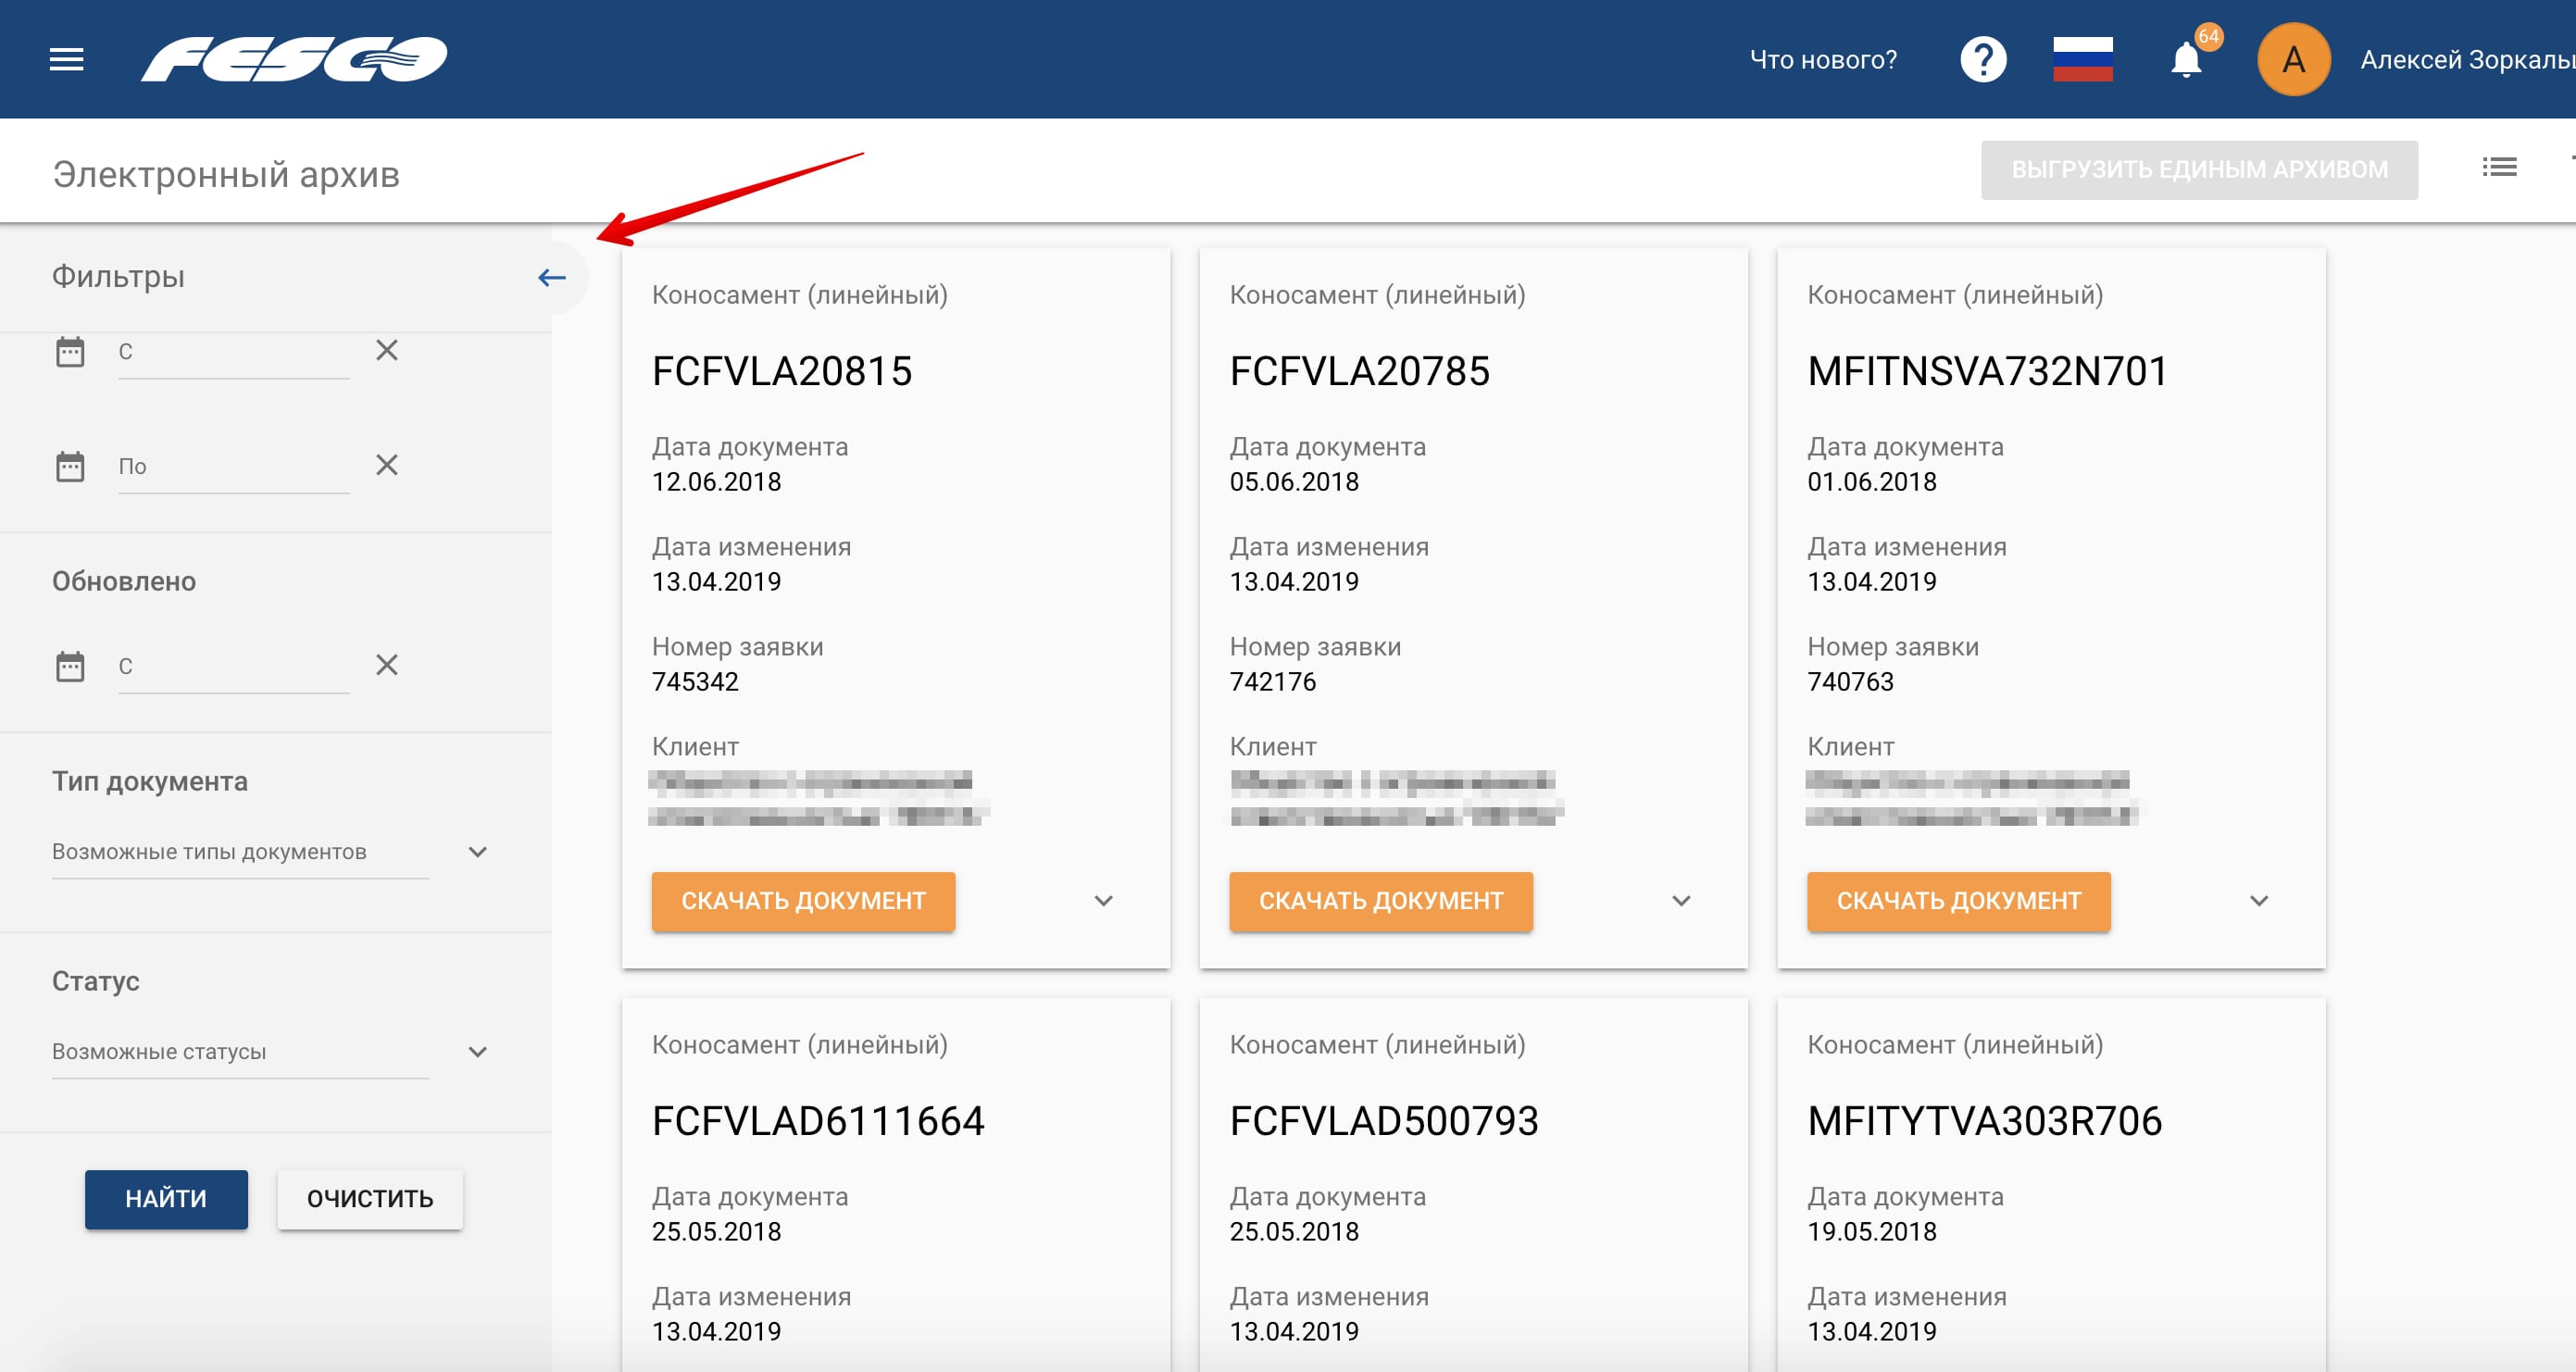 FESCO
Что нового?
?
64
А
Алексей Зоркаль
Электронный архив
ВЫГРУЗИТЬ ЕДИНЫМ АРХИВОМ
Фильтры
С
По
Обновлено
С
Тип документа
Возможные типы документов
Статус
Возможные статусы
НАЙТИ
ОЧИСТИТЬ
Коносамент (линейный)
FCFVLA20815
Дата документа
12.06.2018
Дата изменения
13.04.2019
Номер заявки
745342
Клиент
СКАЧАТЬ ДОКУМЕНТ
Коносамент (линейный)
FCFVLA20785
Дата документа
05.06.2018
Дата изменения
13.04.2019
Номер заявки
742176
Клиент
СКАЧАТЬ ДОКУМЕНТ
Коносамент (линейный)
MFITNSVA732N701
Дата документа
01.06.2018
Дата изменения
13.04.2019
Номер заявки
740763
Клиент
СКАЧАТЬ ДОКУМЕНТ
Коносамент (линейный)
FCFVLAD6111664
Дата документа
25.05.2018
Дата изменения
13.04.2019
Коносамент (линейный)
FCFVLAD500793
Дата документа
25.05.2018
Дата изменения
13.04.2019
Коносамент (линейный)
MFITYTVA303R706
Дата документа
19.05.2018
Дата изменения
13.04.2019